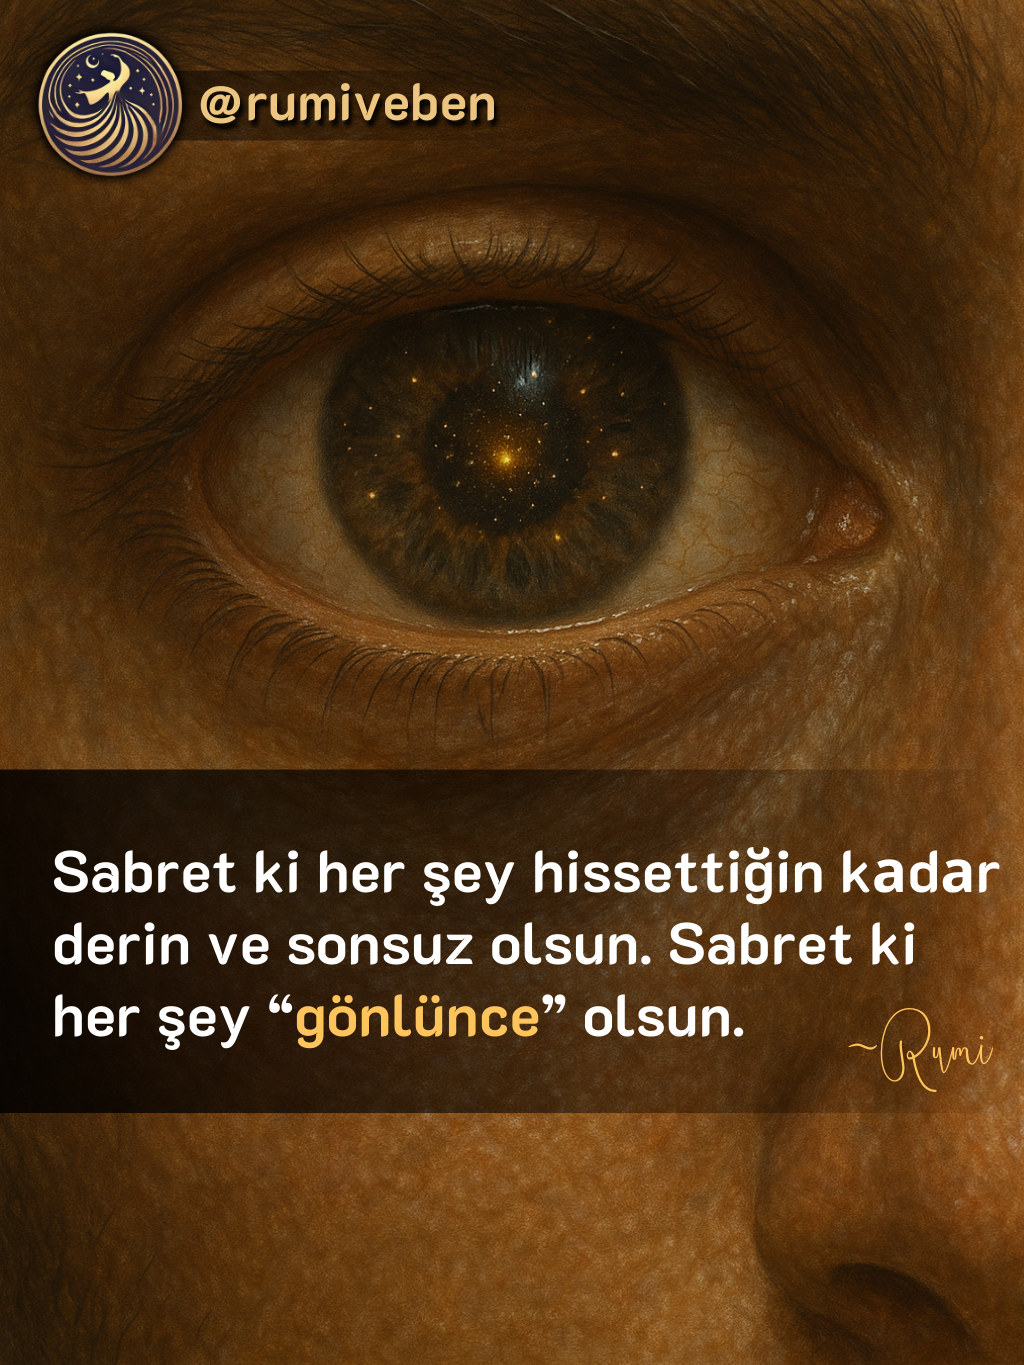 @rumiveben
Sabret ki her şey hissettiğin kadar
derin ve sonsuz olsun. Sabret ki
her şey “gönlünce” olsun.
~Rumi